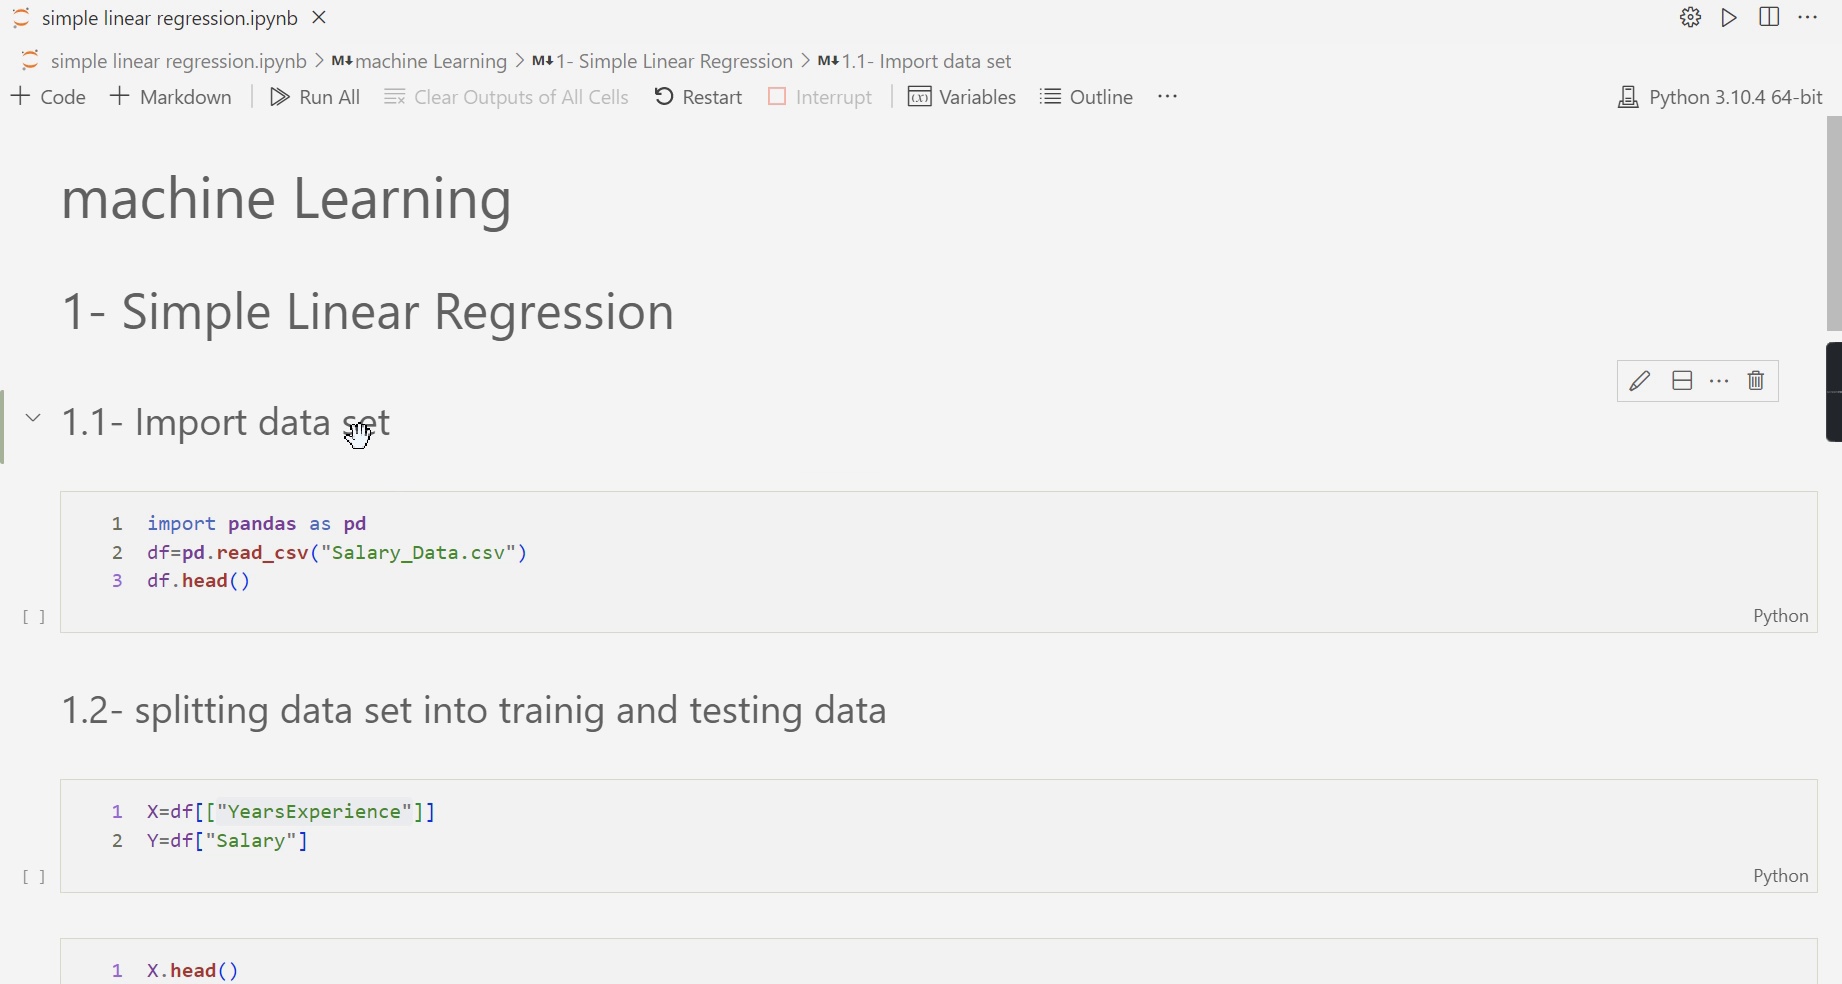 simple linear regression.ipynb
simple linear regression.ipynb > M↓machine Learning > M↓1- Simple Linear Regression > M↓1.1- Import data set
+ Code + Markdown Run All Clear Outputs of All Cells Restart Interrupt (x) Variables Outline ··· Python 3.10.4 64-bit
machine Learning
1- Simple Linear Regression
1.1- Import data set
1 import pandas as pd
2 df=pd.read_csv("Salary_Data.csv")
3 df.head()
[ ] Python
1.2- splitting data set into trainig and testing data
1 X=df[["YearsExperience"]]
2 Y=df["Salary"]
[ ] Python
1 X.head()